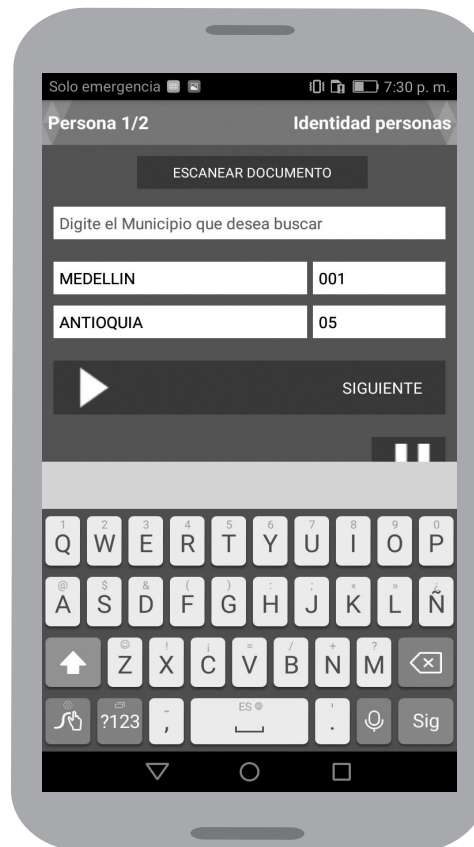 Solo emergencia 7:30 p. m.
Persona 1/2 Identidad personas
ESCANEAR DOCUMENTO
Digite el Municipio que desea buscar
MEDELLIN 001
ANTIOQUIA 05
SIGUIENTE
1 2 3 4 5 6 7 8 9 0
Q W E R T Y U I O P
@ $ & ( ) : ; « » ¿
A S D F G H J K L Ñ
! ¡ = / + ?
Z X C V B N M
ES
?123 - ; ' . Sig